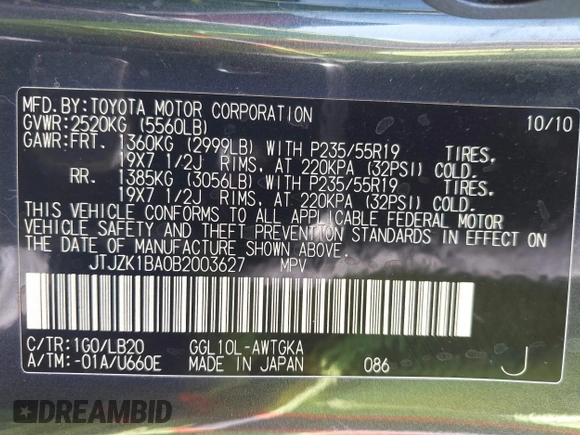 MFD.BY:TOYOTA MOTOR CORPORATION 10/10
GVWR:2520KG (5560LB)
GAWR:FRT. 1360KG (2999LB) WITH P235/55R19 TIRES,
19X7 1/2J RIMS, AT 220KPA (32PSI) COLD.
RR. 1385KG (3056LB) WITH P235/55R19 TIRES,
19X7 1/2J RIMS, AT 220KPA (32PSI) COLD.
THIS VEHICLE CONFORMS TO ALL APPLICABLE FEDERAL MOTOR
VEHICLE SAFETY AND THEFT PREVENTION STANDARDS IN EFFECT
ON THE DATE OF MANUFACTURE SHOWN ABOVE.
JTJZK1BA0B2003627 MPV
C/TR:1G0/LB20 GGL10L-AWTGKA
A/TM:-01A/U660E MADE IN JAPAN 086 J
DREAMBID